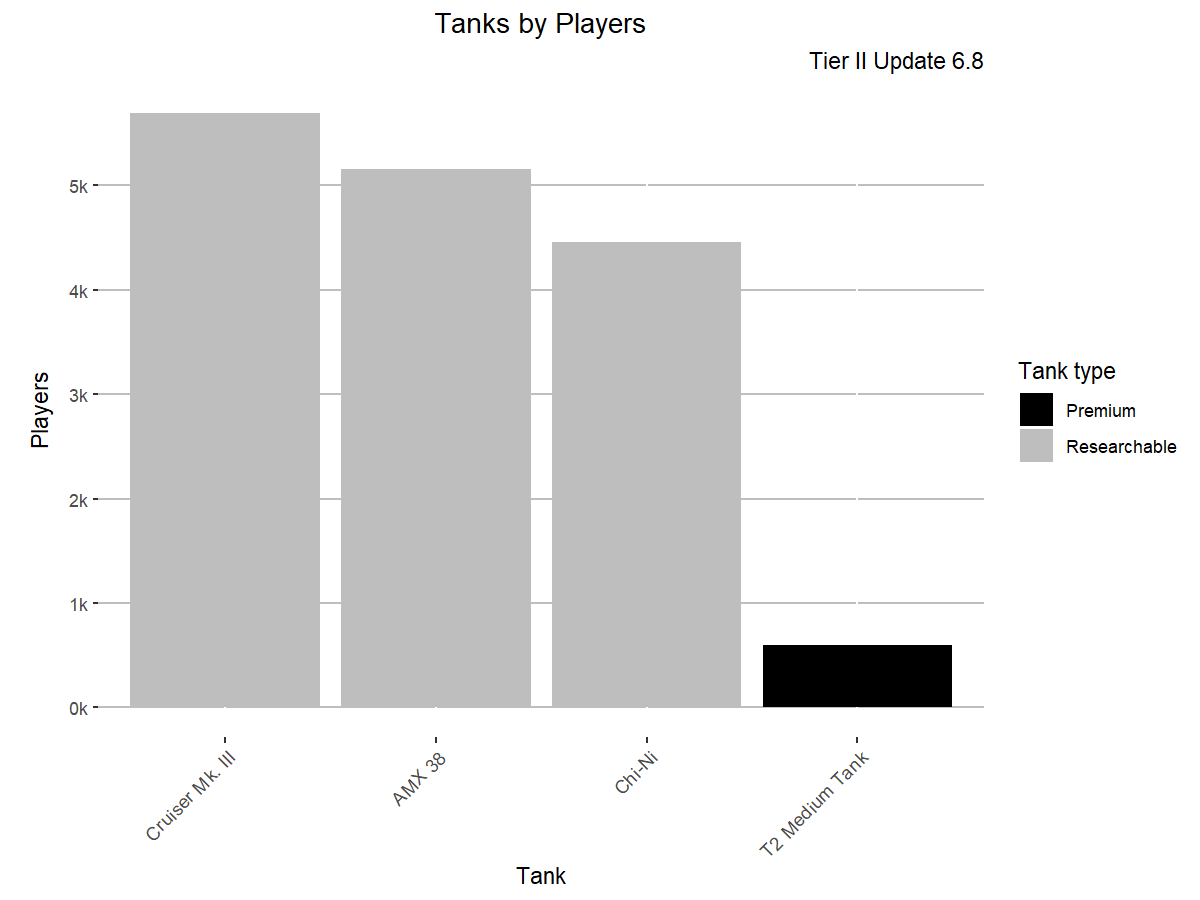 Tanks by Players
Tier II Update 6.8
Players
5k
4k
3k
2k
1k
0k
Cruiser Mk. III
AMX 38
Chi-Ni
T2 Medium Tank
Tank
Tank type
Premium
Researchable